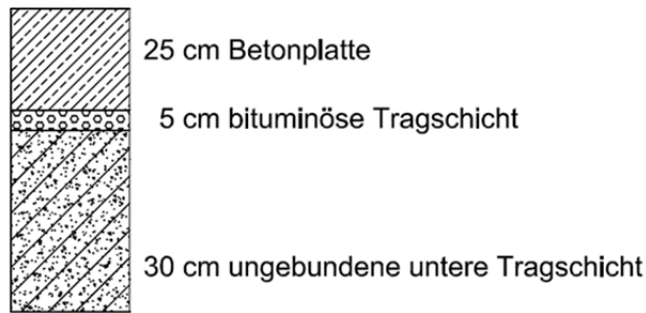 25 cm Betonplatte
5 cm bituminöse Tragschicht
30 cm ungebundene untere Tragschicht